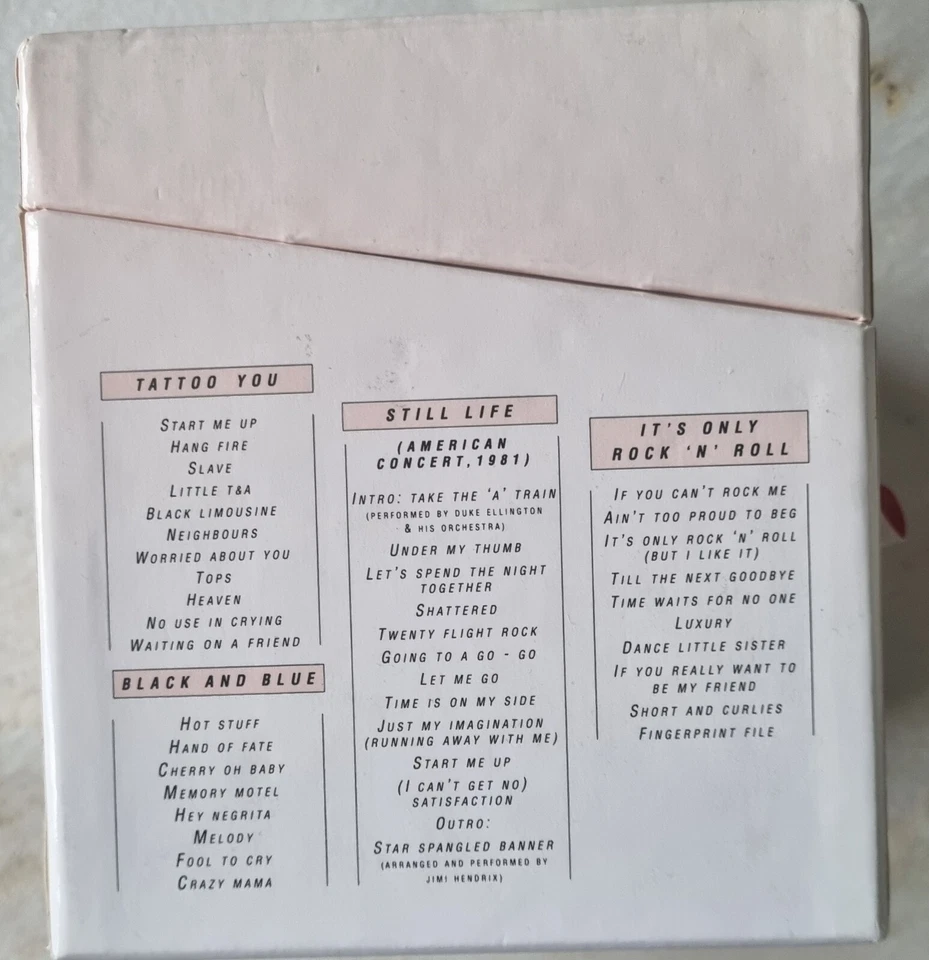 TATTOO YOU
START ME UP
HANG FIRE
SLAVE
LITTLE T&A
BLACK LIMOUSINE
NEIGHBOURS
WORRIED ABOUT YOU
TOPS
HEAVEN
NO USE IN CRYING
WAITING ON A FRIEND
BLACK AND BLUE
HOT STUFF
HAND OF FATE
CHERRY OH BABY
MEMORY MOTEL
HEY NEGRITA
MELODY
FOOL TO CRY
CRAZY MAMA
STILL LIFE
(AMERICAN
CONCERT, 1981)
INTRO: TAKE THE 'A' TRAIN
(PERFORMED BY DUKE ELLINGTON
& HIS ORCHESTRA)
UNDER MY THUMB
LET'S SPEND THE NIGHT
TOGETHER
SHATTERED
TWENTY FLIGHT ROCK
GOING TO A GO - GO
LET ME GO
TIME IS ON MY SIDE
JUST MY IMAGINATION
(RUNNING AWAY WITH ME)
START ME UP
(I CAN'T GET NO)
SATISFACTION
OUTRO:
STAR SPANGLED BANNER
(ARRANGED AND PERFORMED BY
JIMI HENDRIX)
IT'S ONLY
ROCK 'N' ROLL
IF YOU CAN'T ROCK ME
AIN'T TOO PROUD TO BEG
IT'S ONLY ROCK 'N' ROLL
(BUT I LIKE IT)
TILL THE NEXT GOODBYE
TIME WAITS FOR NO ONE
LUXURY
DANCE LITTLE SISTER
IF YOU REALLY WANT TO
BE MY FRIEND
SHORT AND CURLIES
FINGERPRINT FILE